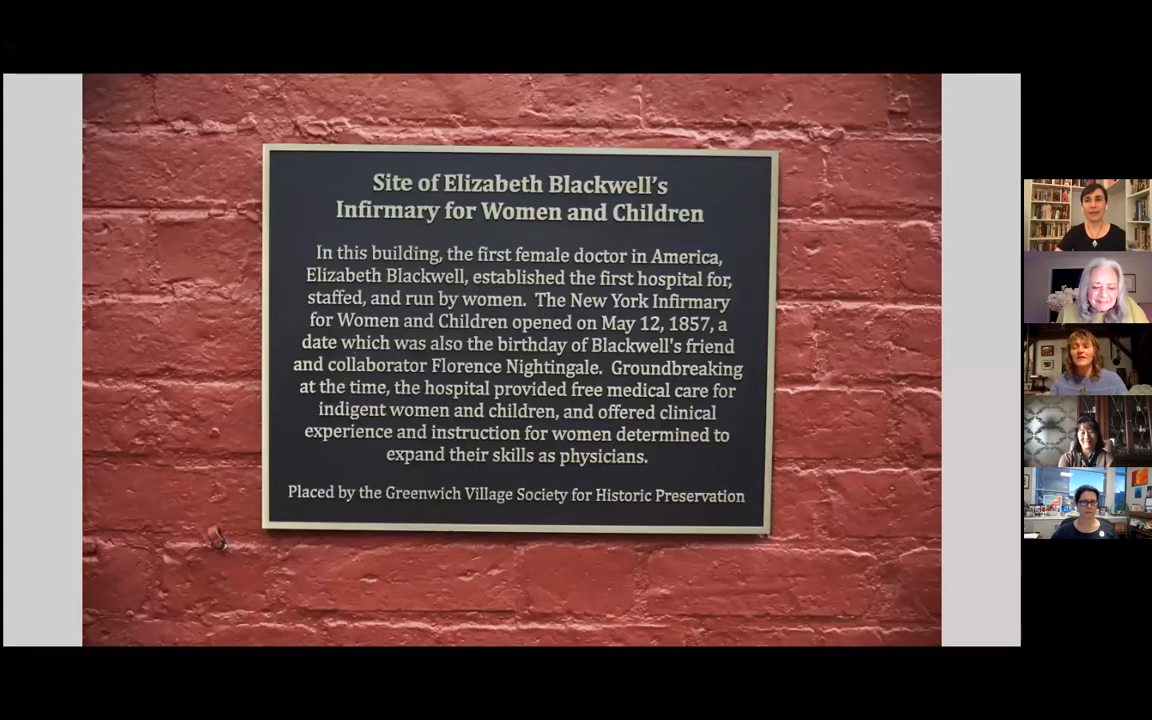 Site of Elizabeth Blackwell's
Infirmary for Women and Children
In this building, the first female doctor in America,
Elizabeth Blackwell, established the first hospital for,
staffed, and run by women. The New York Infirmary
for Women and Children opened on May 12, 1857, a
date which was also the birthday of Blackwell's friend
and collaborator Florence Nightingale. Groundbreaking
at the time, the hospital provided free medical care for
indigent women and children, and offered clinical
experience and instruction for women determined to
expand their skills as physicians.
Placed by the Greenwich Village Society for Historic Preservation